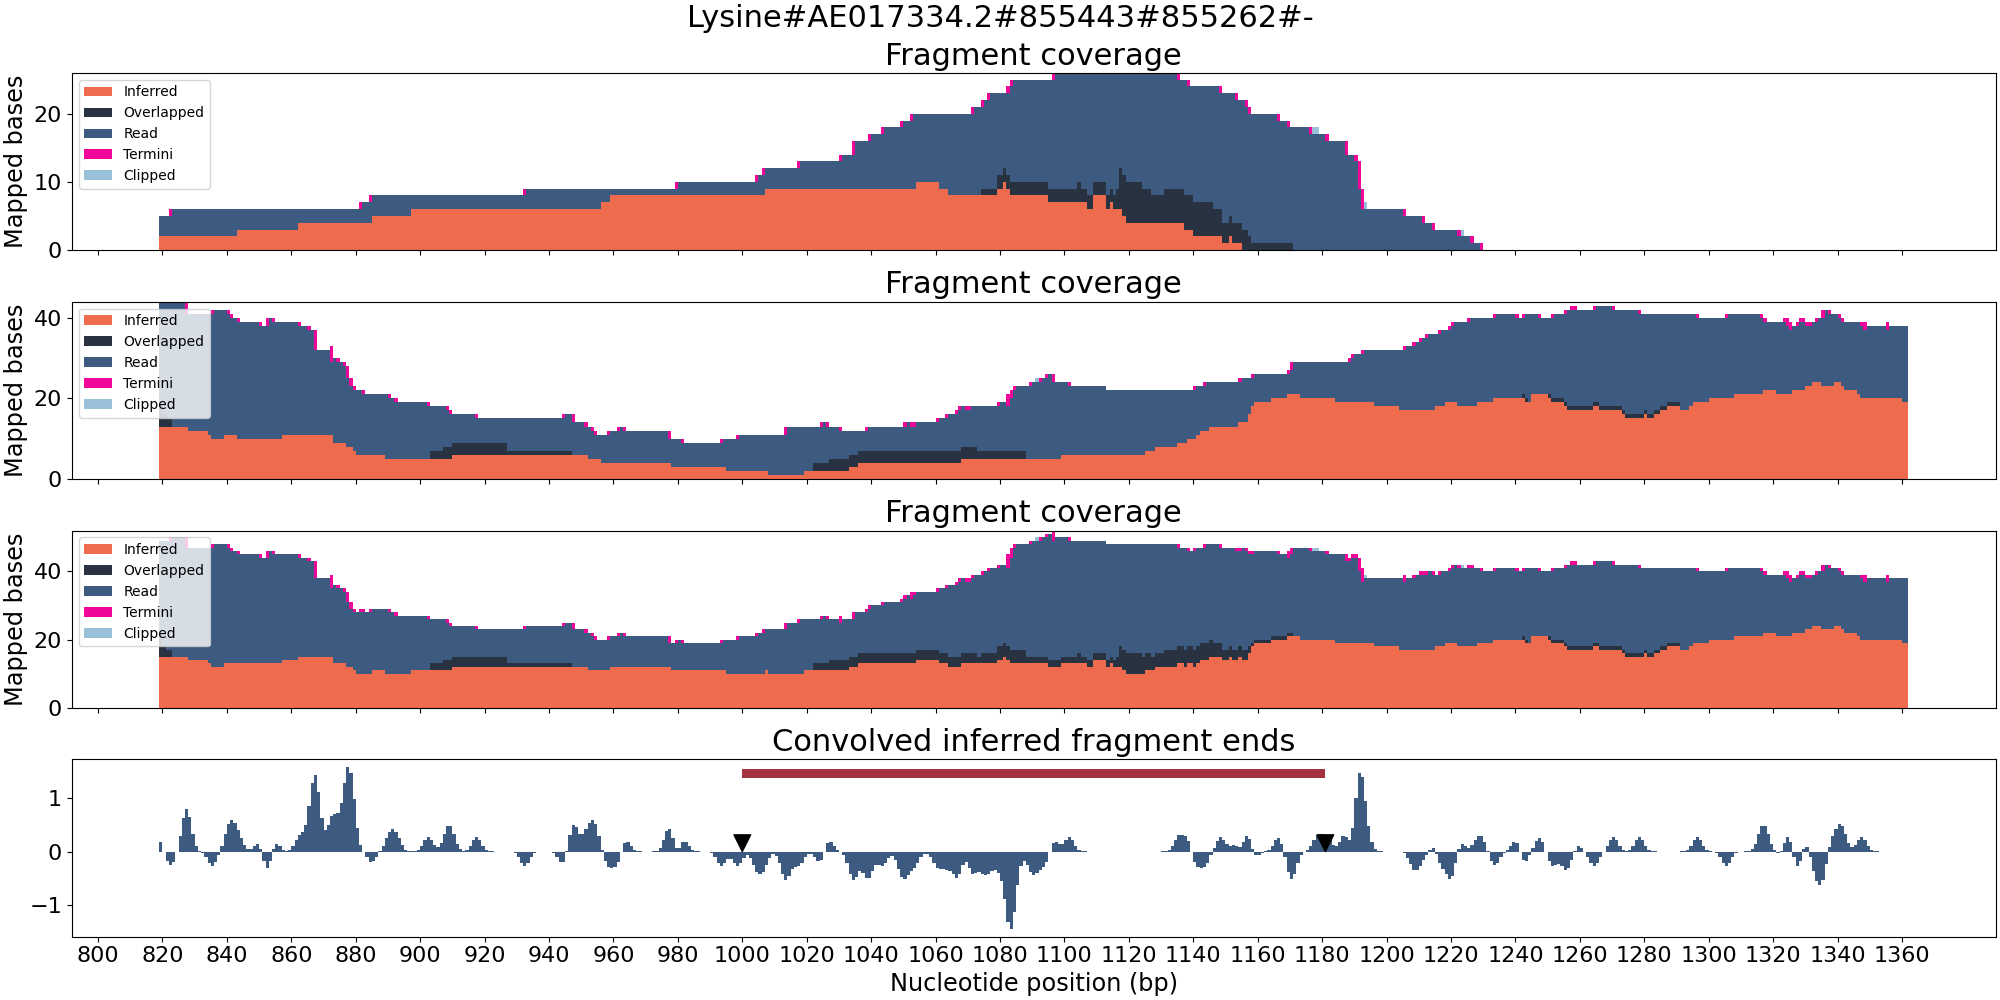 Lysine#AE017334.2#855443#855262#-
Fragment coverage
Mapped bases
20
10
0
Inferred
Overlapped
Read
Termini
Clipped
Fragment coverage
Mapped bases
40
20
0
Inferred
Overlapped
Read
Termini
Clipped
Fragment coverage
Mapped bases
40
20
0
Inferred
Overlapped
Read
Termini
Clipped
Convolved inferred fragment ends
1
0
−1
800 820 840 860 880 900 920 940 960 980 1000 1020 1040 1060 1080 1100 1120 1140 1160 1180 1200 1220 1240 1260 1280 1300 1320 1340 1360
Nucleotide position (bp)